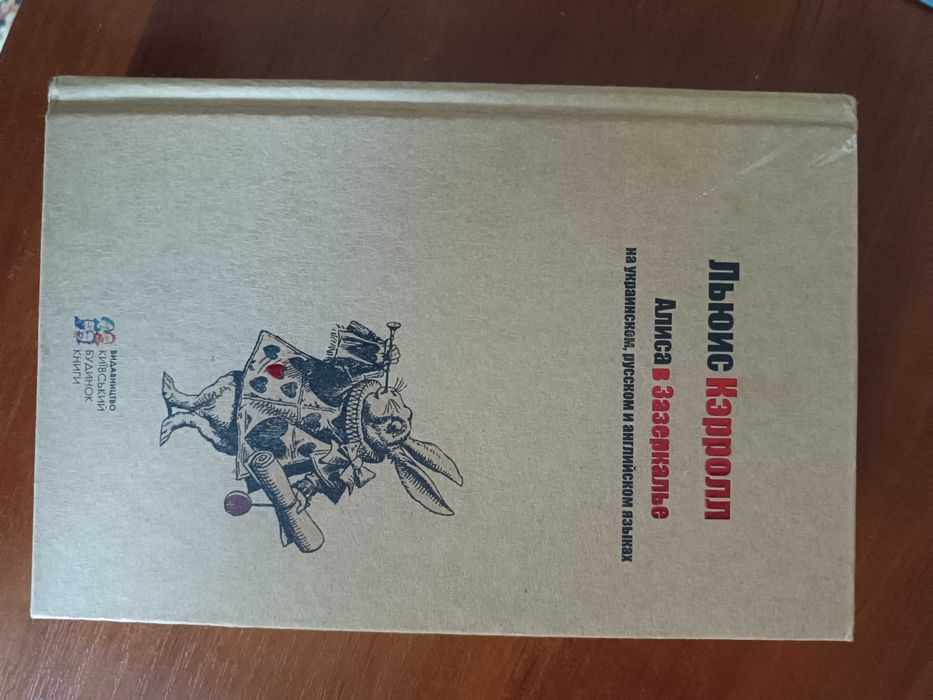 Льюис Кэрролл
Алиса в Зазеркалье
на украинском, русском и английском языках
ВИДАВНИЦТВО
КИЇВСЬКИЙ
БУДИНОК
КНИГИ